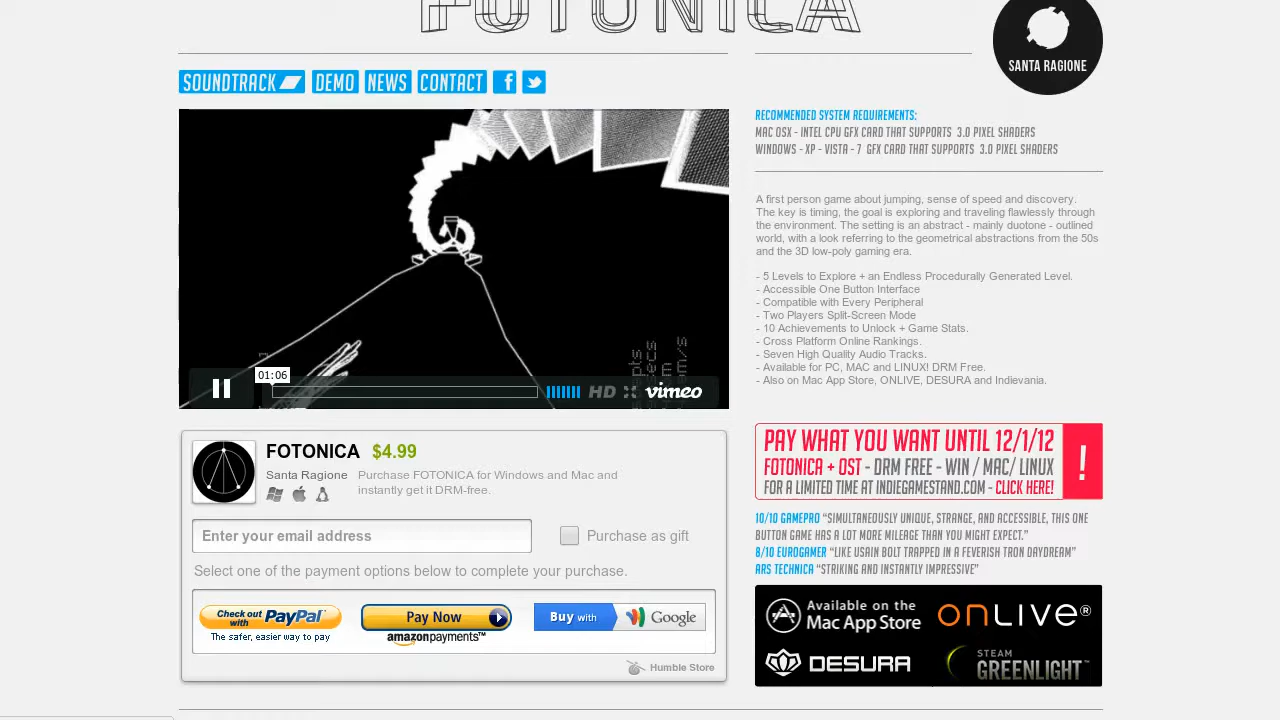 FOTONICA
SANTA RAGIONE
SOUNDTRACK DEMO NEWS CONTACT f
RECOMMENDED SYSTEM REQUIREMENTS:
MAC OSX - INTEL CPU GFX CARD THAT SUPPORTS 3.0 PIXEL SHADERS
WINDOWS - XP - VISTA - 7 GFX CARD THAT SUPPORTS 3.0 PIXEL SHADERS
A first person game about jumping, sense of speed and discovery.
The key is timing, the goal is exploring and traveling flawlessly through
the environment. The setting is an abstract - mainly duotone - outlined
world, with a look referring to the geometrical abstractions from the 50s
and the 3D low-poly gaming era.
- 5 Levels to Explore + an Endless Procedurally Generated Level.
- Accessible One Button Interface
- Compatible with Every Peripheral
- Two Players Split-Screen Mode
- 10 Achievements to Unlock + Game Stats.
- Cross Platform Online Rankings.
- Seven High Quality Audio Tracks.
- Available for PC, MAC and LINUX! DRM Free.
- Also on Mac App Store, ONLIVE, DESURA and Indievania.
01:06
HD vimeo
FOTONICA $4.99
Santa Ragione Purchase FOTONICA for Windows and Mac and
instantly get it DRM-free.
Enter your email address Purchase as gift
Select one of the payment options below to complete your purchase.
Check out with PayPal Pay Now Buy with Google
The safer, easier way to pay amazonpayments™
Humble Store
PAY WHAT YOU WANT UNTIL 12/1/12
FOTONICA + OST - DRM FREE - WIN / MAC/ LINUX
FOR A LIMITED TIME AT INDIEGAMESTAND.COM - CLICK HERE!
!
10/10 GAMEPRO “SIMULTANEOUSLY UNIQUE, STRANGE, AND ACCESSIBLE, THIS ONE
BUTTON GAME HAS A LOT MORE MILEAGE THAN YOU MIGHT EXPECT.”
8/10 EUROGAMER “LIKE USAIN BOLT TRAPPED IN A FEVERISH TRON DAYDREAM”
ARS TECHNICA “STRIKING AND INSTANTLY IMPRESSIVE”
Available on the
Mac App Store
ONLIVE®
DESURA
STEAM
GREENLIGHT™